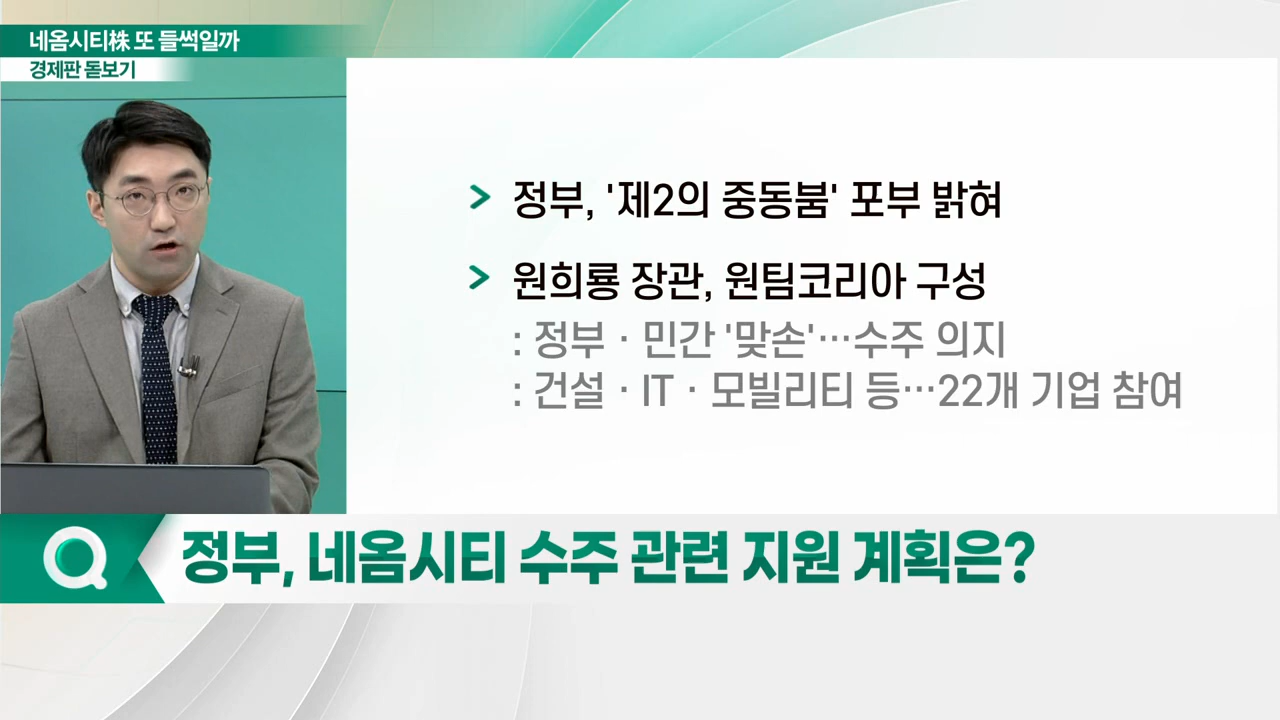 네옴시티株 또 들썩일까
경제판 돋보기
> 정부, '제2의 중동붐' 포부 밝혀
> 원희룡 장관, 원팀코리아 구성
: 정부·민간 '맞손'…수주 의지
: 건설·IT·모빌리티 등…22개 기업 참여
Q 정부, 네옴시티 수주 관련 지원 계획은?